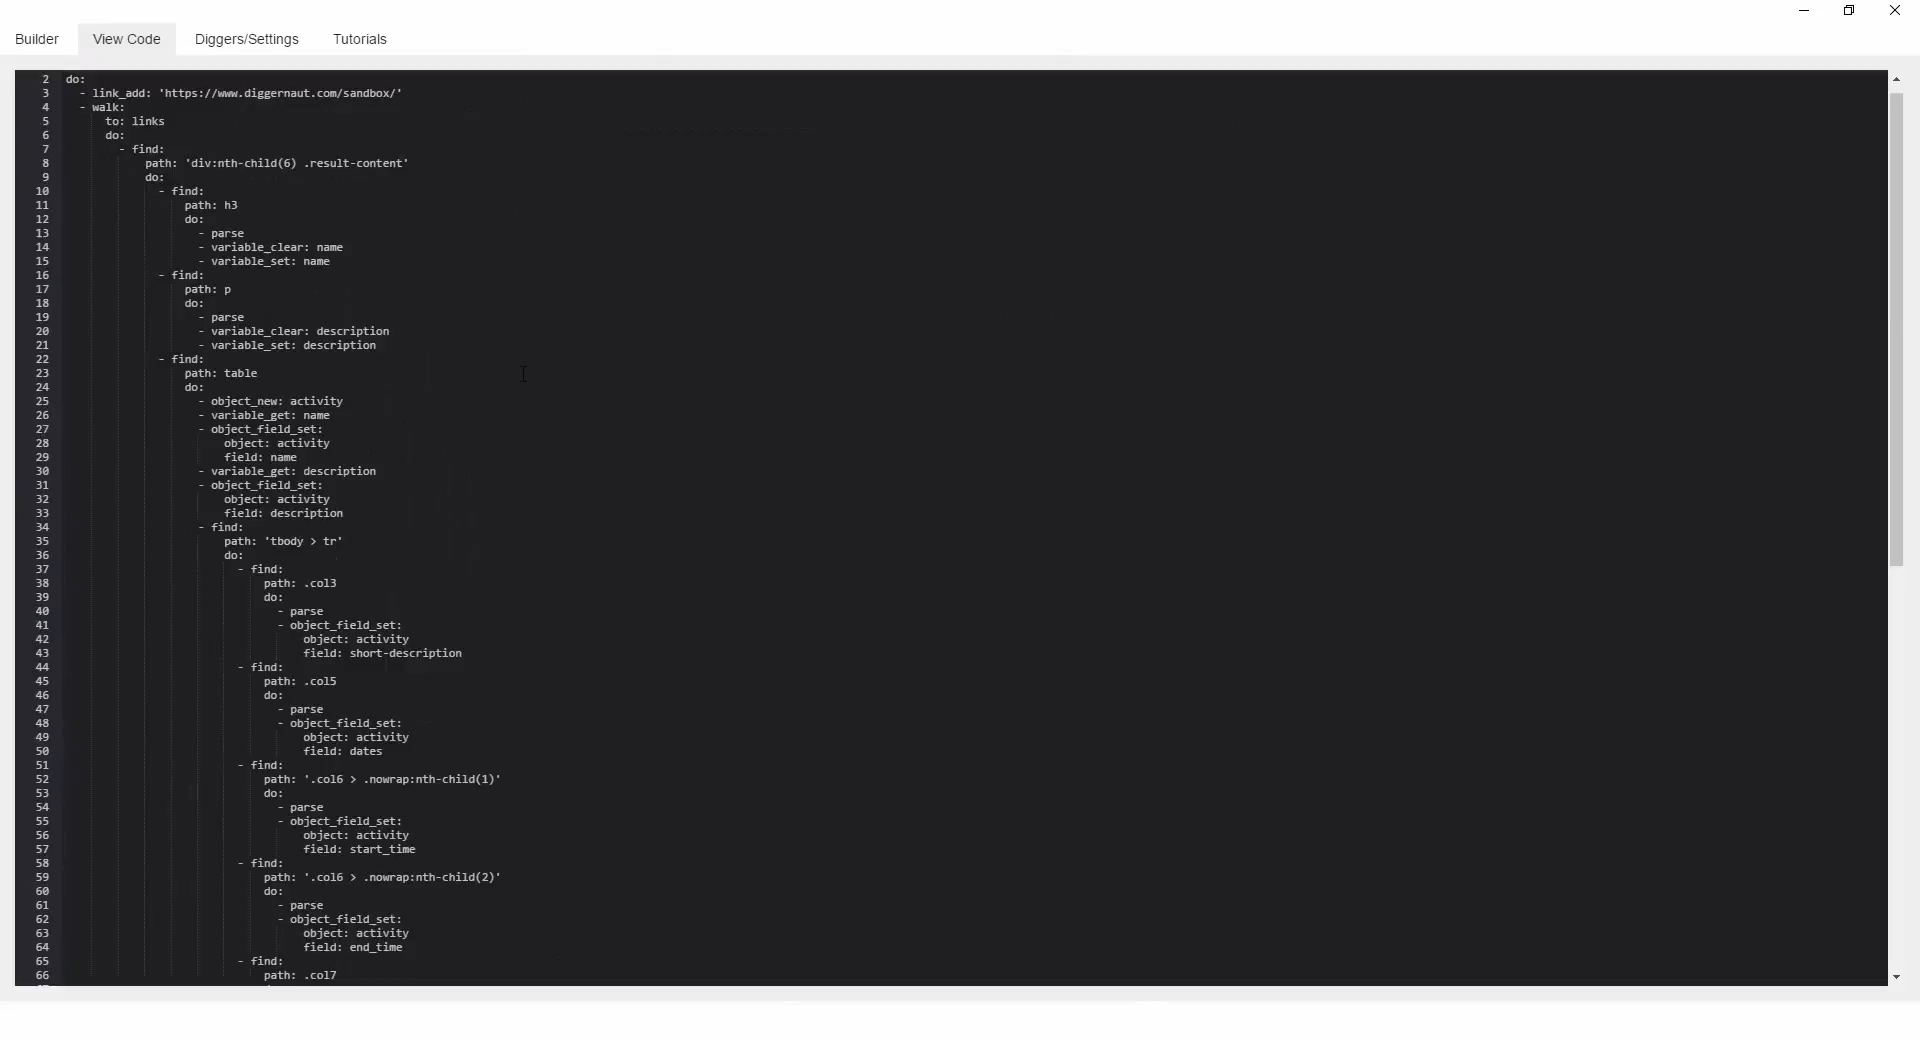 Builder View Code Diggers/Settings Tutorials
2 do:
3 - link_add: 'https://www.diggernaut.com/sandbox/'
4 - walk:
5 to: links
6 do:
7 - find:
8 path: 'div:nth-child(6) .result-content'
9 do:
10 - find:
11 path: h3
12 do:
13 - parse
14 - variable_clear: name
15 - variable_set: name
16 - find:
17 path: p
18 do:
19 - parse
20 - variable_clear: description
21 - variable_set: description
22 - find:
23 path: table
24 do:
25 - object_new: activity
26 - variable_get: name
27 - object_field_set:
28 object: activity
29 field: name
30 - variable_get: description
31 - object_field_set:
32 object: activity
33 field: description
34 - find:
35 path: 'tbody > tr'
36 do:
37 - find:
38 path: .col3
39 do:
40 - parse
41 - object_field_set:
42 object: activity
43 field: short-description
44 - find:
45 path: .col5
46 do:
47 - parse
48 - object_field_set:
49 object: activity
50 field: dates
51 - find:
52 path: '.col6 > .nowrap:nth-child(1)'
53 do:
54 - parse
55 - object_field_set:
56 object: activity
57 field: start_time
58 - find:
59 path: '.col6 > .nowrap:nth-child(2)'
60 do:
61 - parse
62 - object_field_set:
63 object: activity
64 field: end_time
65 - find:
66 path: .col7